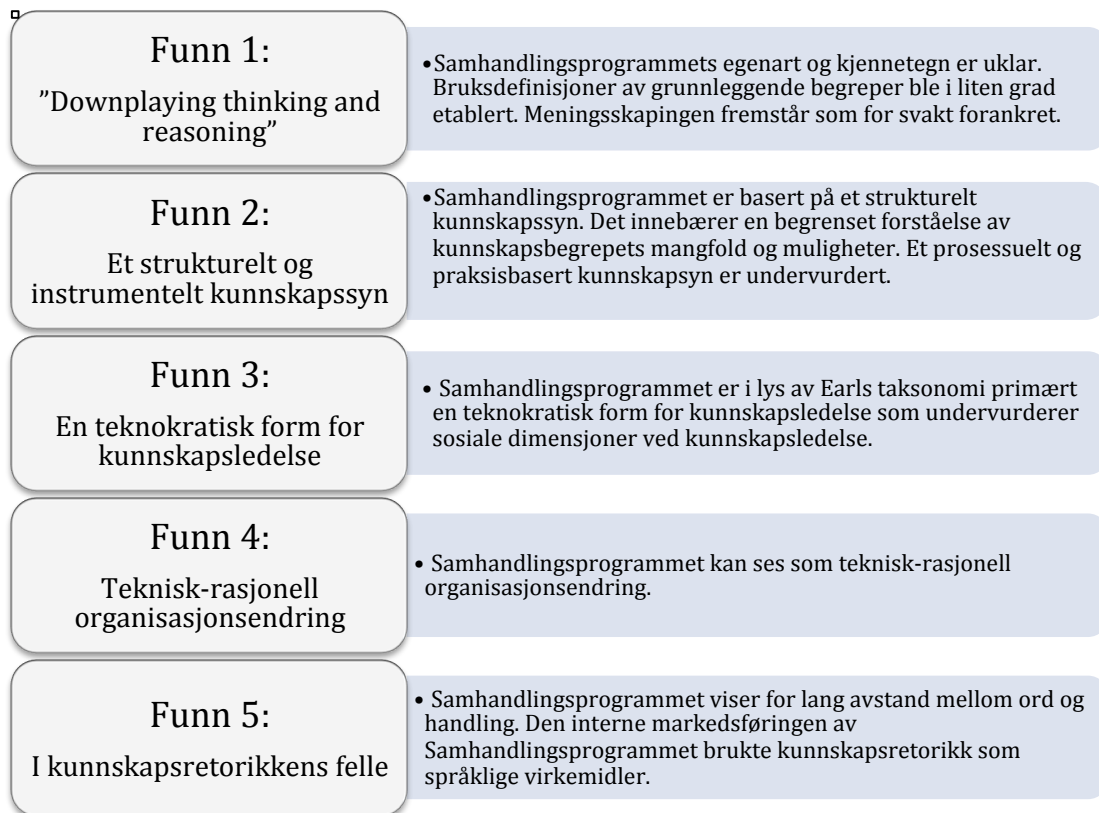 Funn 1:
”Downplaying thinking and
reasoning”
•Samhandlingsprogrammets egenart og kjennetegn er uklar.
Bruksdefinisjoner av grunnleggende begreper ble i liten grad
etablert. Meningsskapingen fremstår som for svakt forankret.
Funn 2:
Et strukturelt og
instrumentelt kunnskapssyn
•Samhandlingsprogrammet er basert på et strukturelt
kunnskapssyn. Det innebærer en begrenset forståelse av
kunnskapsbegrepets mangfold og muligheter. Et prosessuelt og
praksisbasert kunnskapsyn er undervurdert.
Funn 3:
En teknokratisk form for
kunnskapsledelse
• Samhandlingsprogrammet er i lys av Earls taksonomi primært
en teknokratisk form for kunnskapsledelse som undervurderer
sosiale dimensjoner ved kunnskapsledelse.
Funn 4:
Teknisk-rasjonell
organisasjonsendring
• Samhandlingsprogrammet kan ses som teknisk-rasjonell
organisasjonsendring.
Funn 5:
I kunnskapsretorikkens felle
• Samhandlingsprogrammet viser for lang avstand mellom ord og
handling. Den interne markedsføringen av
Samhandlingsprogrammet brukte kunnskapsretorikk som
språklige virkemidler.